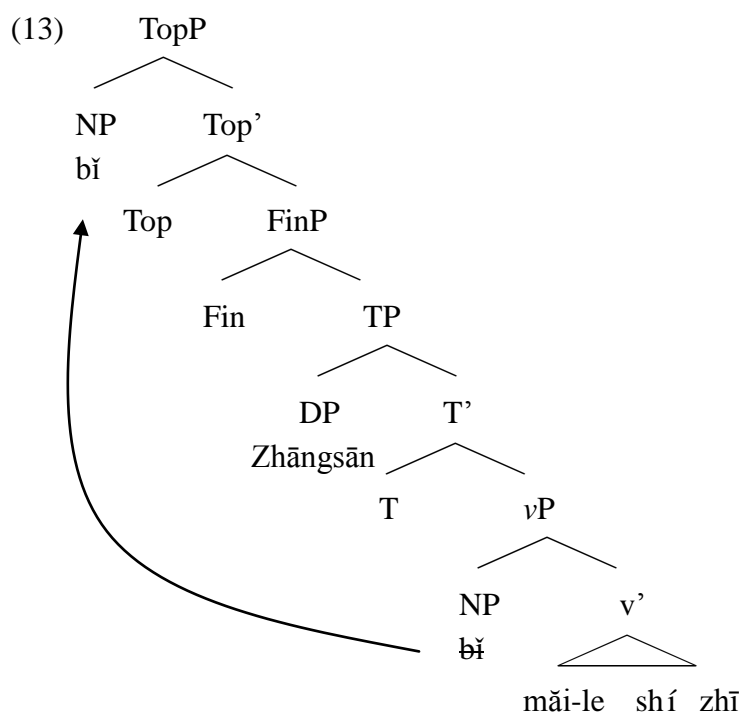 (13) TopP
NP Top’
bǐ
Top FinP
Fin TP
DP T’
Zhāngsān
T vP
NP v’
bǐ
mǎi-le shí zhī